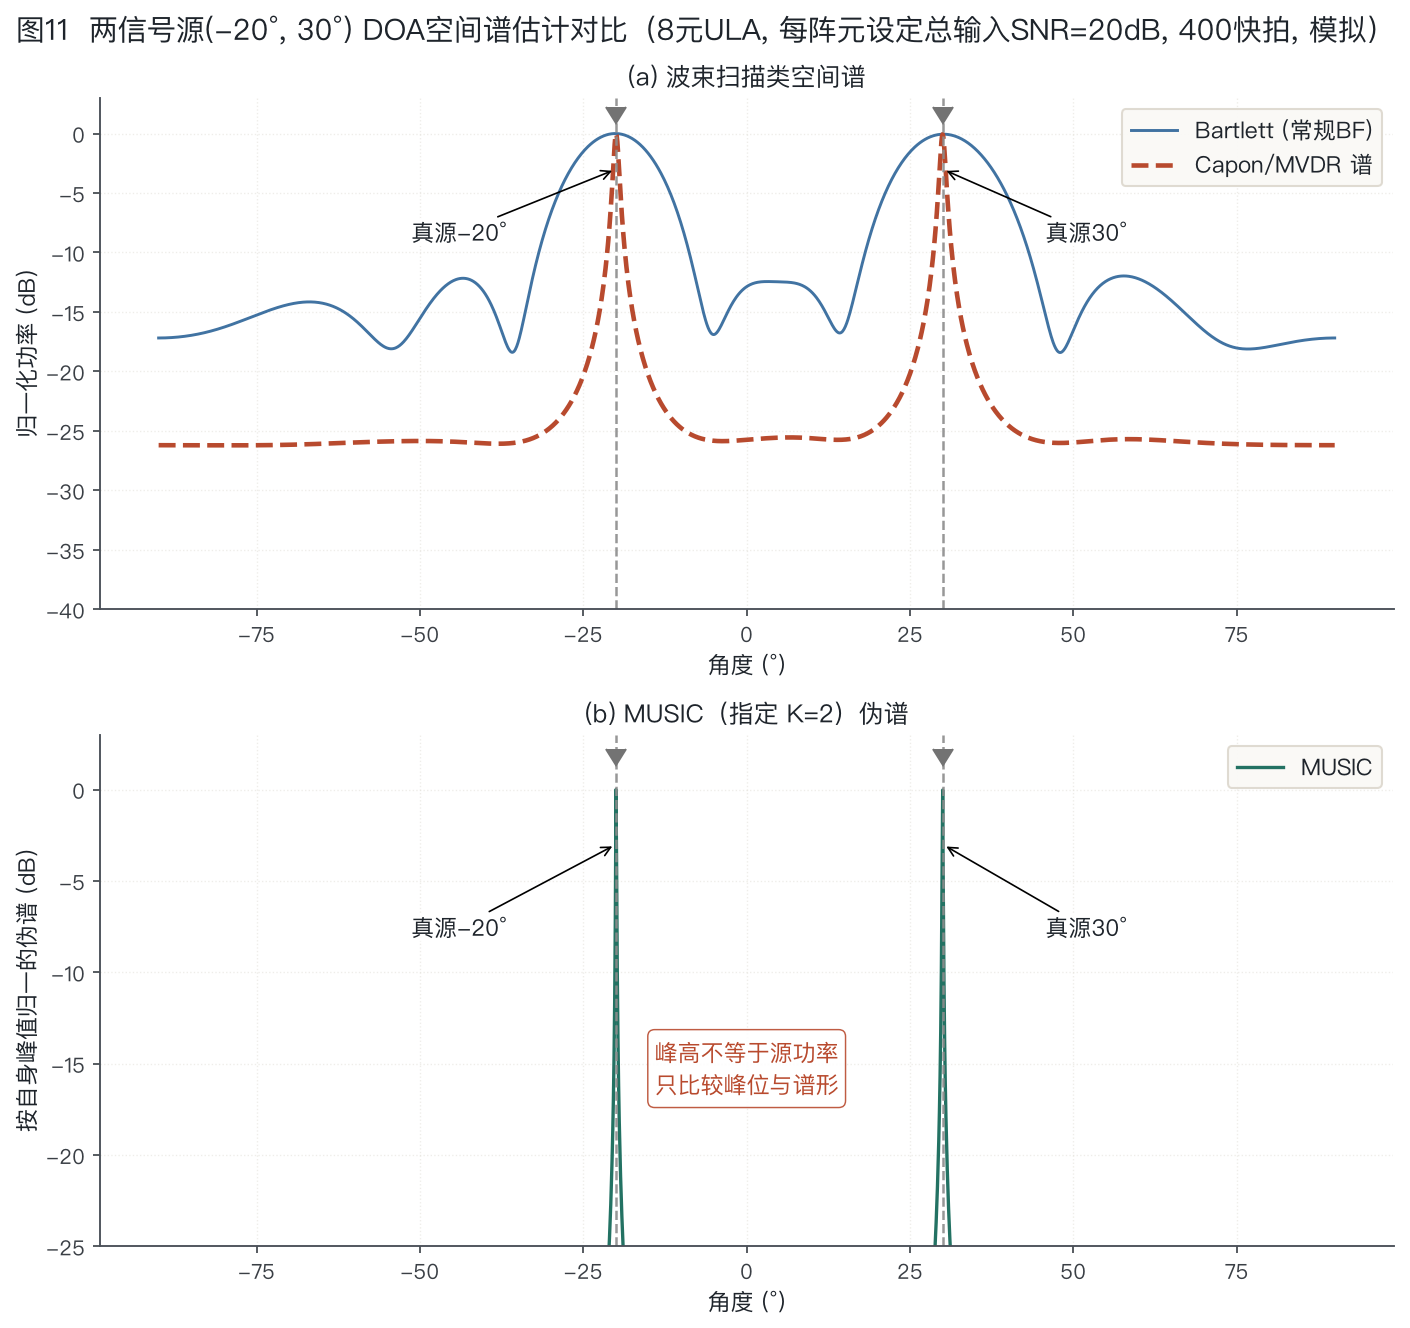 图11 两信号源(−20°, 30°) DOA空间谱估计对比（8元ULA, 每阵元设定总输入SNR=20dB, 400快拍, 模拟）
(a) 波束扫描类空间谱
Bartlett (常规BF)
Capon/MVDR 谱
真源−20°
真源30°
归一化功率 (dB)
0
−5
−10
−15
−20
−25
−30
−35
−40
−75
−50
−25
0
25
50
75
角度 (°)
(b) MUSIC（指定 K=2）伪谱
MUSIC
真源−20°
真源30°
峰高不等于源功率
只比较峰位与谱形
按自身峰值归一的伪谱 (dB)
0
−5
−10
−15
−20
−25
−75
−50
−25
0
25
50
75
角度 (°)